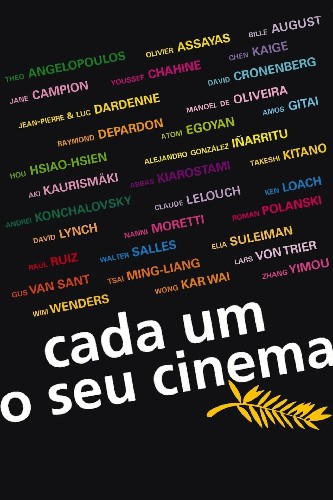 THEO ANGELOPOULOS OLIVIER ASSAYAS BILLE AUGUST
JANE CAMPION YOUSSEF CHAHINE CHEN KAIGE
JEAN-PIERRE & LUC DARDENNE DAVID CRONENBERG
RAYMOND DEPARDON MANOEL DE OLIVEIRA
ATOM EGOYAN AMOS GITAI
HOU HSIAO-HSIEN ALEJANDRO GONZÁLEZ IÑARRITU
AKI KAURISMÄKI ABBAS KIAROSTAMI TAKESHI KITANO
ANDREI KONCHALOVSKY CLAUDE LELOUCH KEN LOACH
DAVID LYNCH NANNI MORETTI ROMAN POLANSKI
RAUL RUIZ WALTER SALLES ELIA SULEIMAN
GUS VAN SANT TSAI MING-LIANG LARS VON TRIER
WIM WENDERS WONG KAR WAI ZHANG YIMOU
cada um
o seu cinema